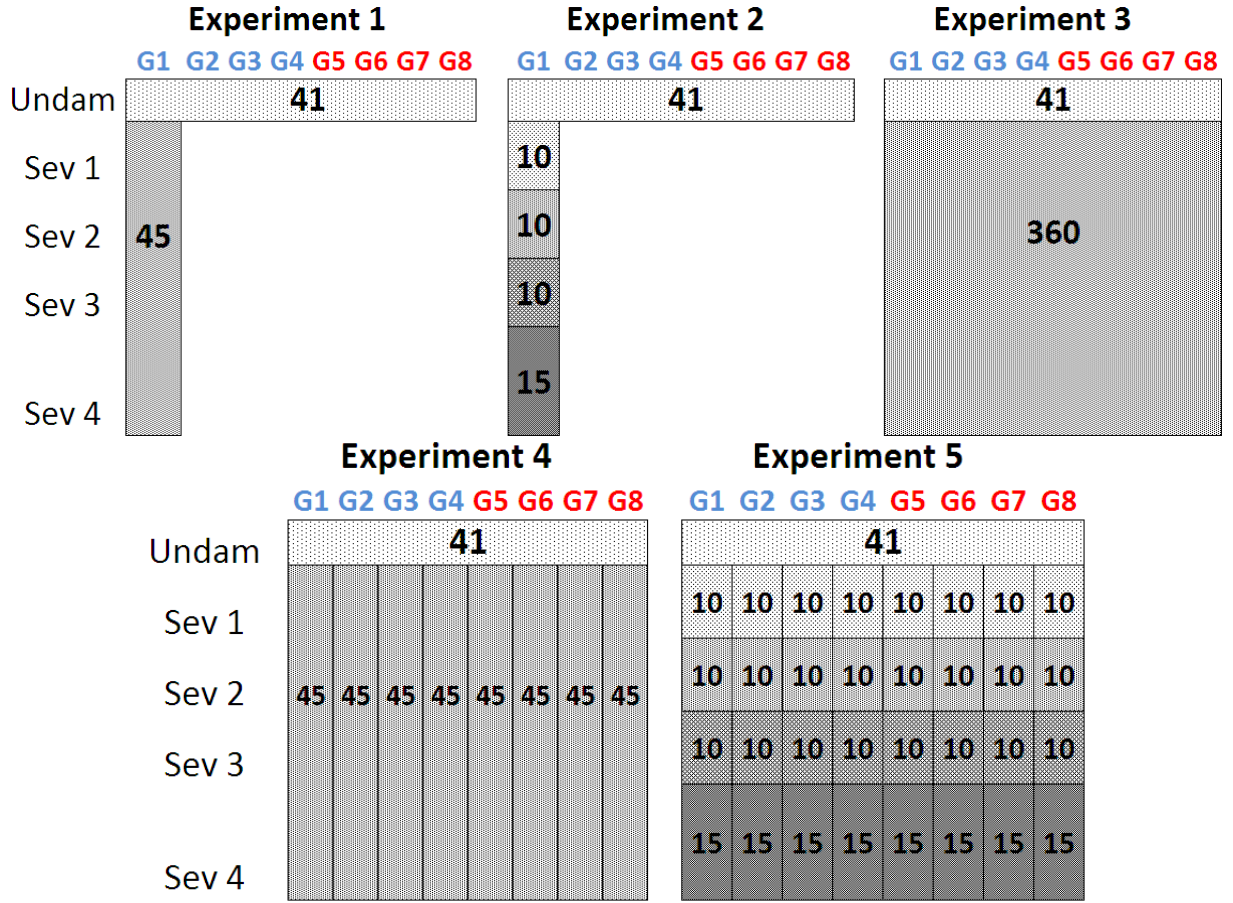 Experiment 1
G1 G2 G3 G4 G5 G6 G7 G8
Undam 41
Sev 1
Sev 2 45
Sev 3
Sev 4
Experiment 2
G1 G2 G3 G4 G5 G6 G7 G8
41
10
10
10
15
Experiment 3
G1 G2 G3 G4 G5 G6 G7 G8
41
360
Experiment 4
G1 G2 G3 G4 G5 G6 G7 G8
Undam 41
Sev 1
Sev 2 45 45 45 45 45 45 45 45
Sev 3
Sev 4
Experiment 5
G1 G2 G3 G4 G5 G6 G7 G8
41
10 10 10 10 10 10 10 10
10 10 10 10 10 10 10 10
10 10 10 10 10 10 10 10
15 15 15 15 15 15 15 15